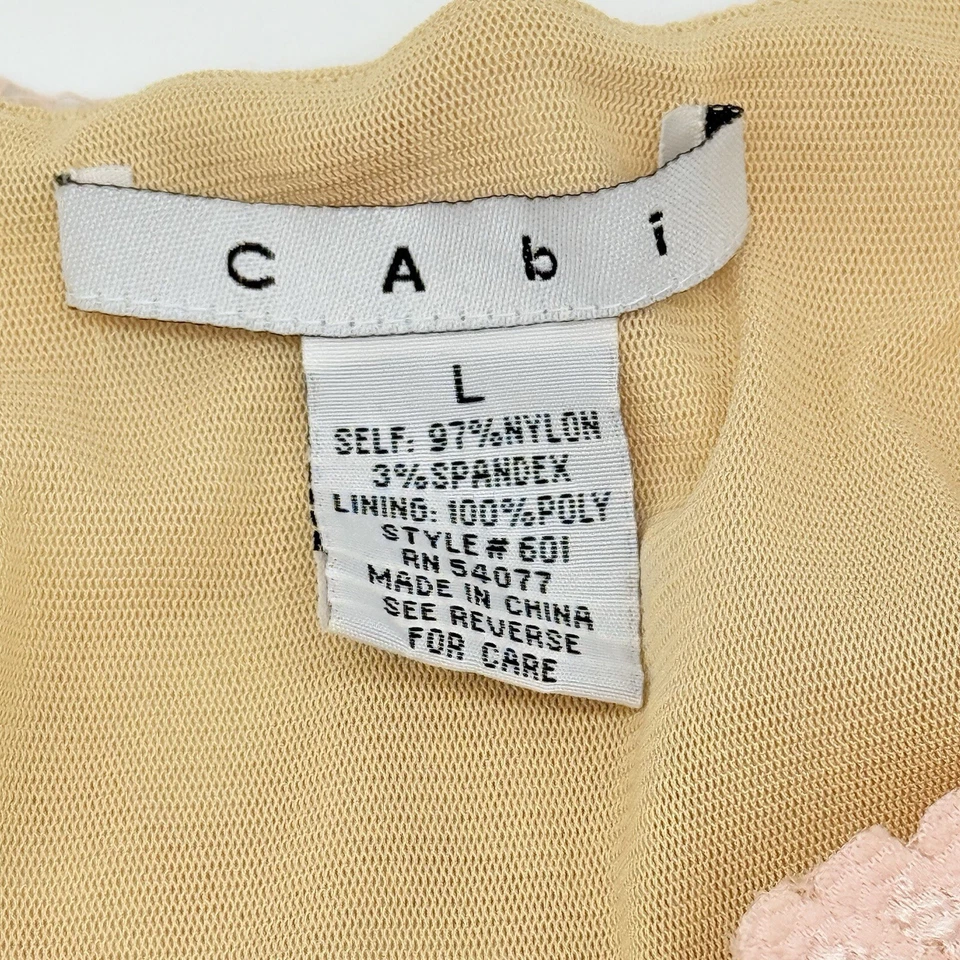 CAbi
L
SELF: 97%NYLON
3%SPANDEX
LINING: 100%POLY
STYLE# 601
RN 54077
MADE IN CHINA
SEE REVERSE
FOR CARE